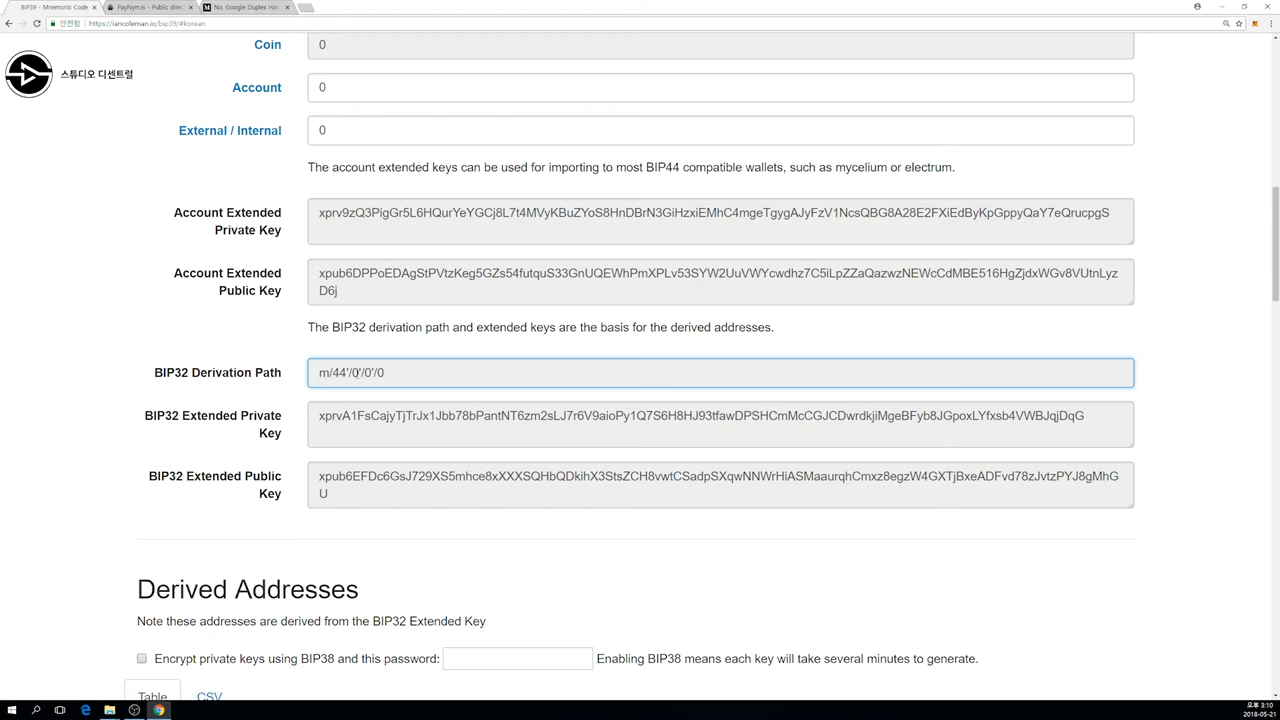 BIP39 - Mnemonic Code
PayNym.is - Public direc
No, Google Duplex Has
안전함 https://iancoleman.io/bip39/#korean
스튜디오 디센트럴
Coin 0
Account 0
External / Internal 0
The account extended keys can be used for importing to most BIP44 compatible wallets, such as mycelium or electrum.
Account Extended Private Key
xprv9zQ3PigGr5L6HQurYeYGCj8L7t4MVyKBuZYoS8HnDBrN3GiHzxiEMhC4mgeTgygAJyFzV1NcsQBG8A28E2FXiEdByKpGppyQaY7eQrucpgS
Account Extended Public Key
xpub6DPPoEDAgStPVtzKeg5GZs54futquS33GnUQEWhPmXPLv53SYW2UuVWYcwdhz7C5iLpZZaQazwzNEWcCdMBE516HgZjdxWGv8VUtnLyz
D6j
The BIP32 derivation path and extended keys are the basis for the derived addresses.
BIP32 Derivation Path m/44'/0'/0'/0
BIP32 Extended Private Key
xprvA1FsCajyTjTrJx1Jbb78bPantNT6zm2sLJ7r6V9aioPy1Q7S6H8HJ93tfawDPSHCmMcCGJCDwrdkjiMgeBFyb8JGpoxLYfxsb4VWBJqjDqG
BIP32 Extended Public Key
xpub6EFDc6GsJ729XS5mhce8xXXXSQHbQDkihX3StsZCH8vwtCSadpSXqwNNWrHiASMaaurqhCmxz8egzW4GXTjBxeADFvd78zJvtzPYJ8gMhG
U
Derived Addresses
Note these addresses are derived from the BIP32 Extended Key
Encrypt private keys using BIP38 and this password: Enabling BIP38 means each key will take several minutes to generate.
Table CSV
오후 3:10
2018-05-21